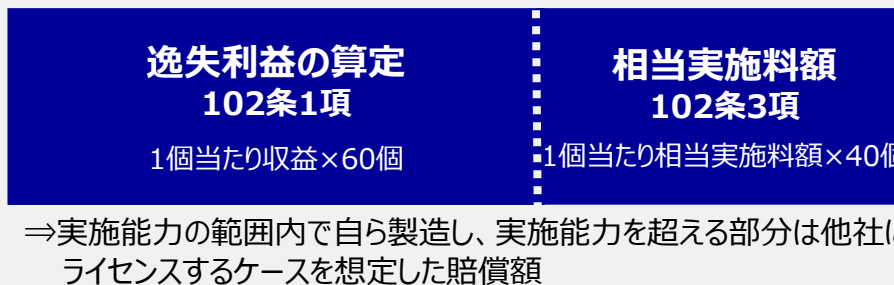 逸失利益の算定
102条1項
1個当たり収益×60個
相当実施料額
102条3項
1個当たり相当実施料額×40個
⇒実施能力の範囲内で自ら製造し、実施能力を超える部分は他社に
ライセンスするケースを想定した賠償額